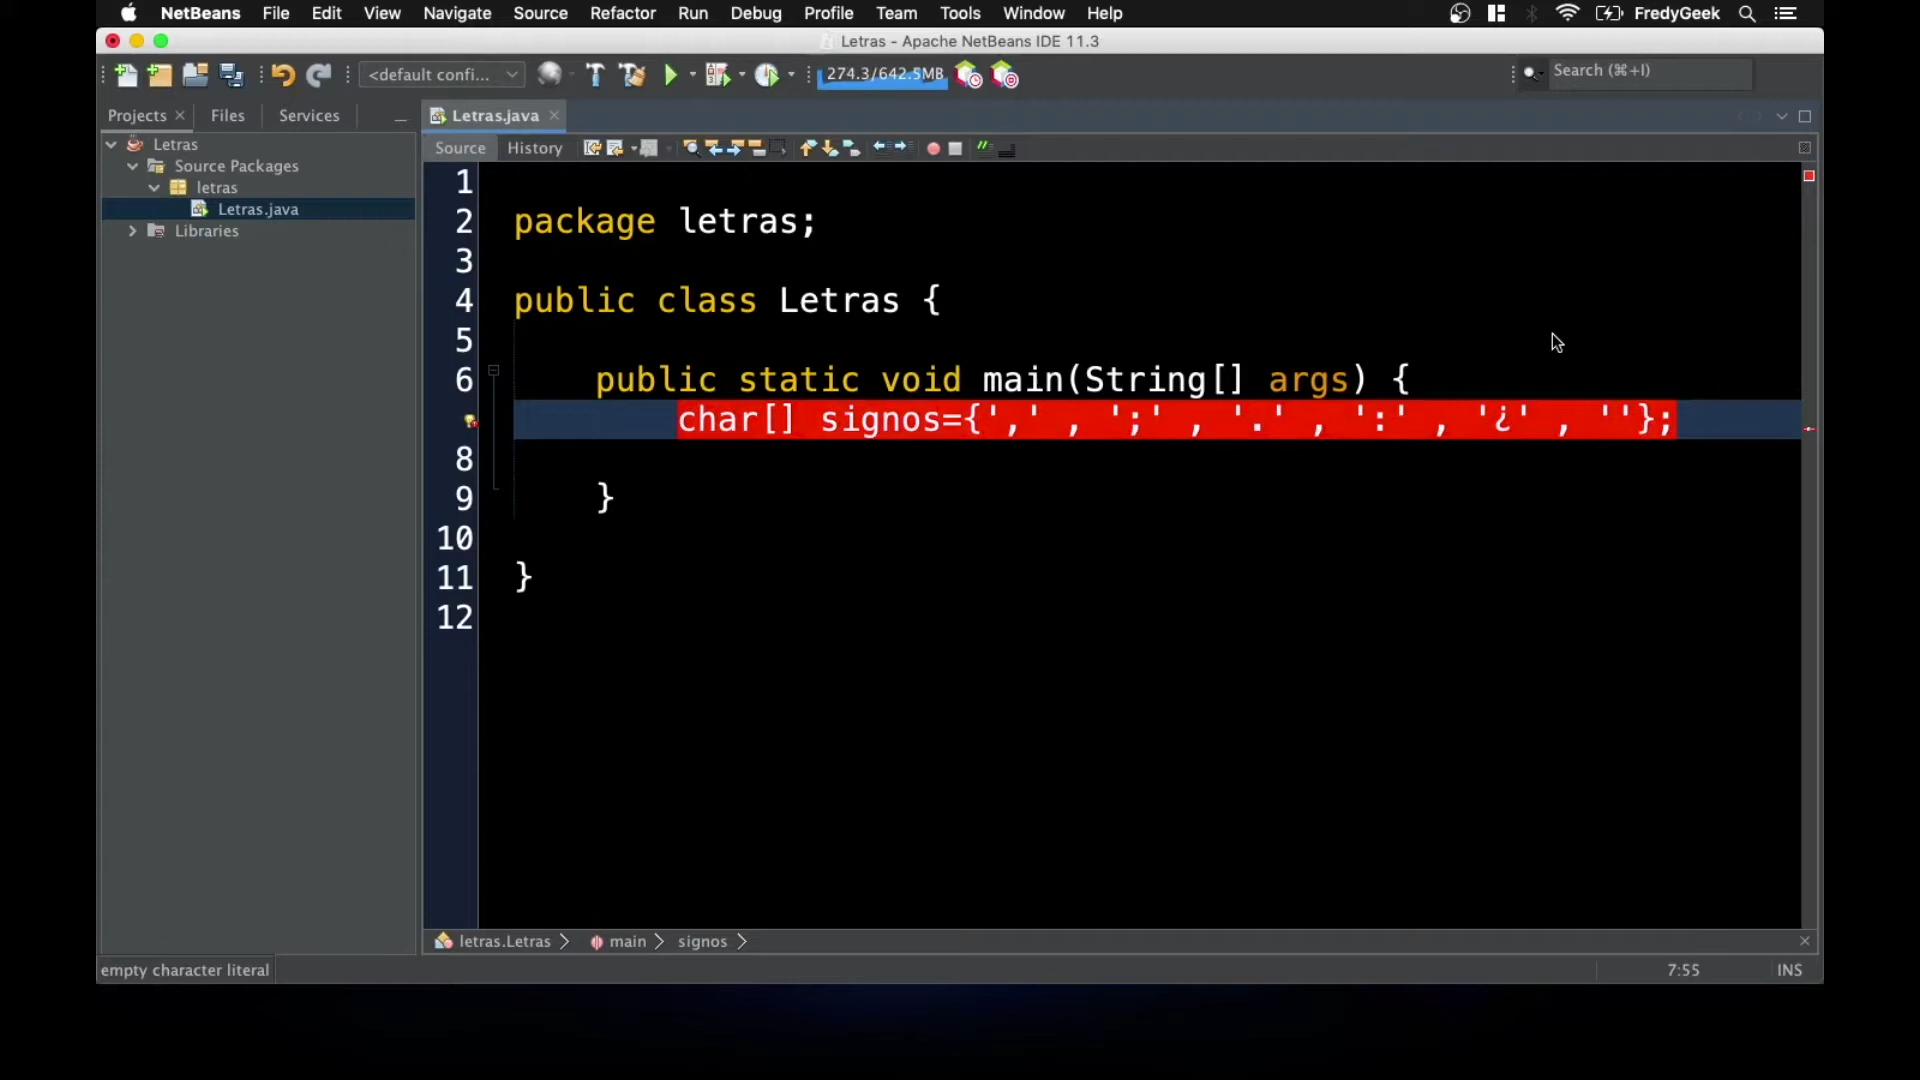 NetBeans File Edit View Navigate Source Refactor Run Debug Profile Team Tools Window Help FredyGeek
Letras - Apache NetBeans IDE 11.3
<default confi... 274.3/642.5MB Search (⌘+I)
Projects Files Services
Letras.java
Letras
Source Packages
letras
Letras.java
Libraries
Source History
1
2 package letras;
3
4 public class Letras {
5
6 public static void main(String[] args) {
char[] signos={',' , ';' , '.' , ':' , '¿' , ''};
8
9 }
10
11 }
12
letras.Letras main signos
empty character literal 7:55 INS